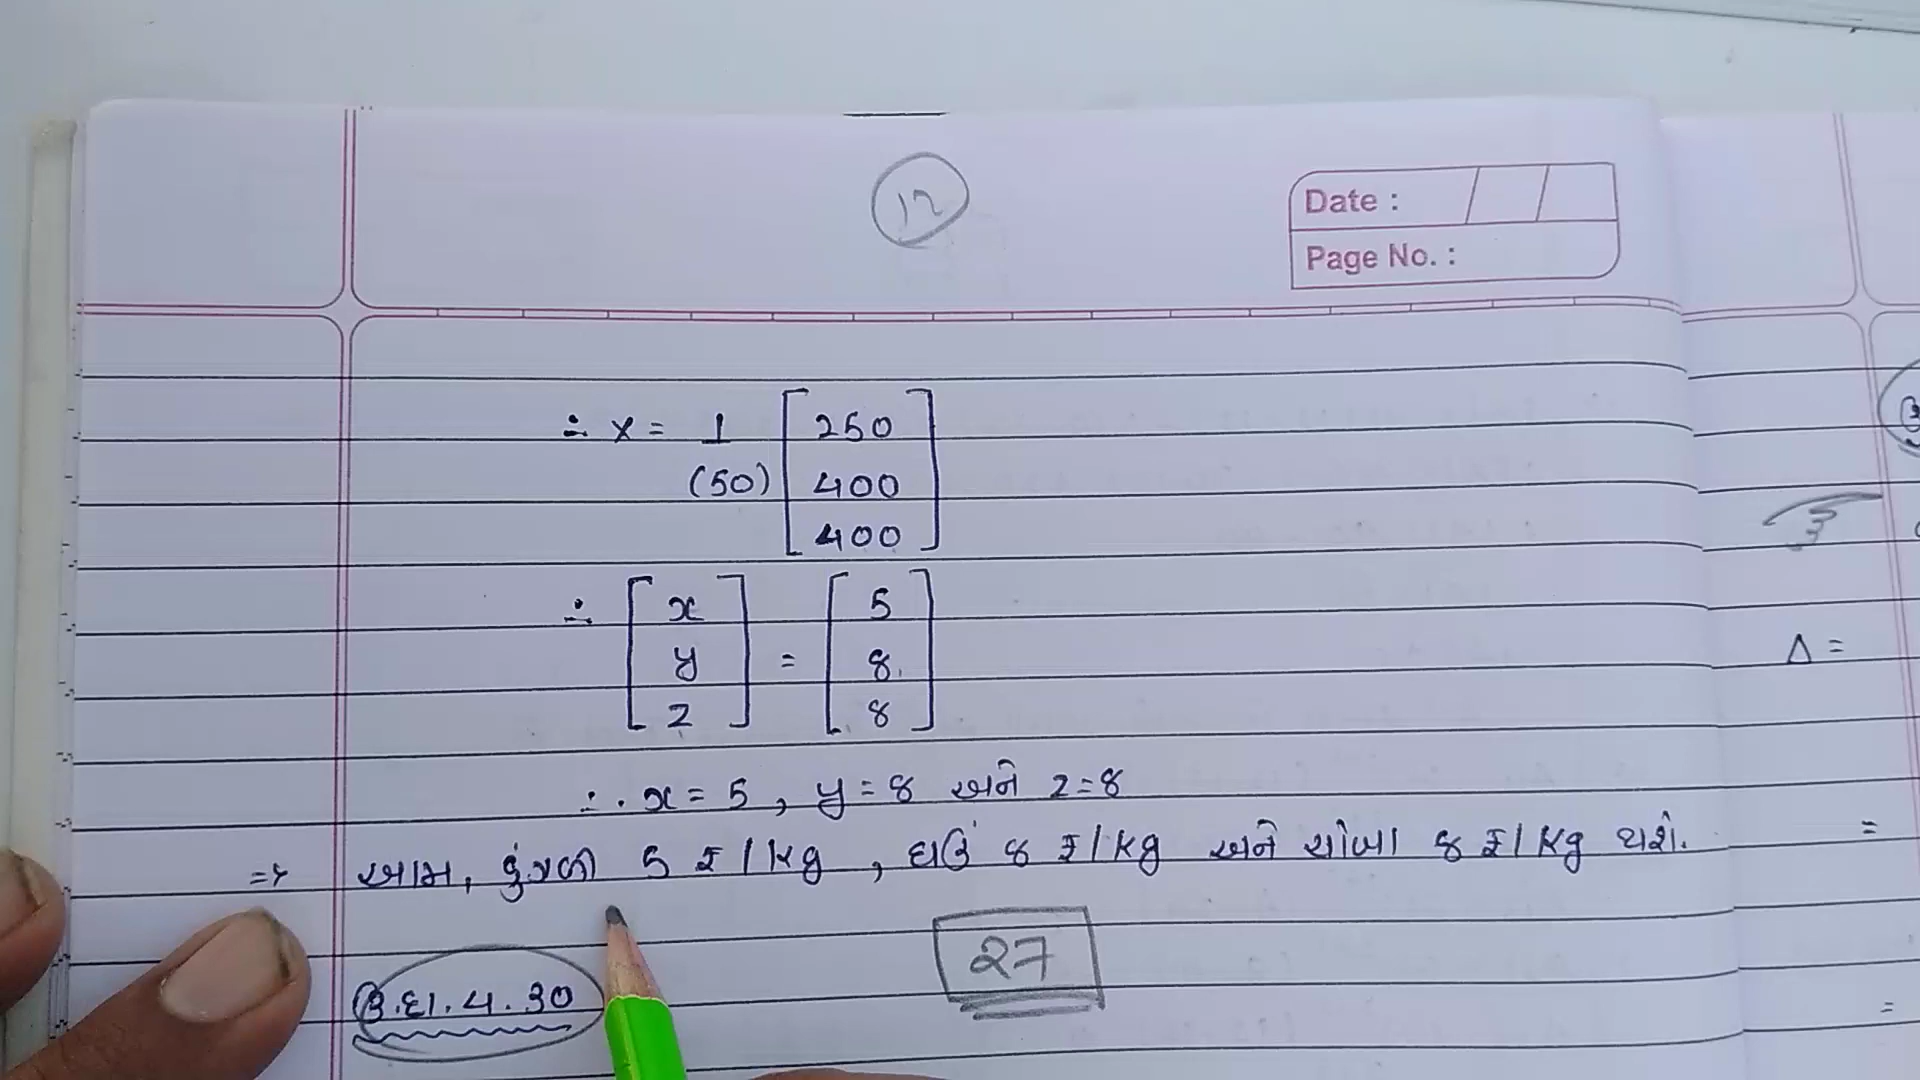 12
Date :
Page No. :
∴ X = 1 [ 250
(50) 400
400 ]
∴ [ x [ 5
y = 8
z ] 8 ]
Δ =
∴ x = 5 , y = 8 અને z = 8
=
⇒ આમ, ડુંગળી 5 ₹ / kg , ઘઉં 8 ₹ / kg અને ચોખા 8 ₹ / kg થશે.
27
ઉ.દા. 4.30
=